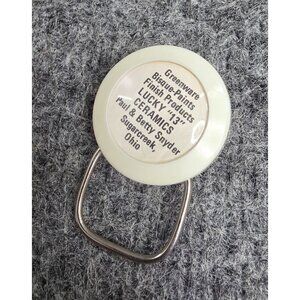 Greenware
Bisque-Paints
Finish Products
LUCKY "13"
CERAMICS
Paul & Betty Snyder
Sugarcreek,
Ohio